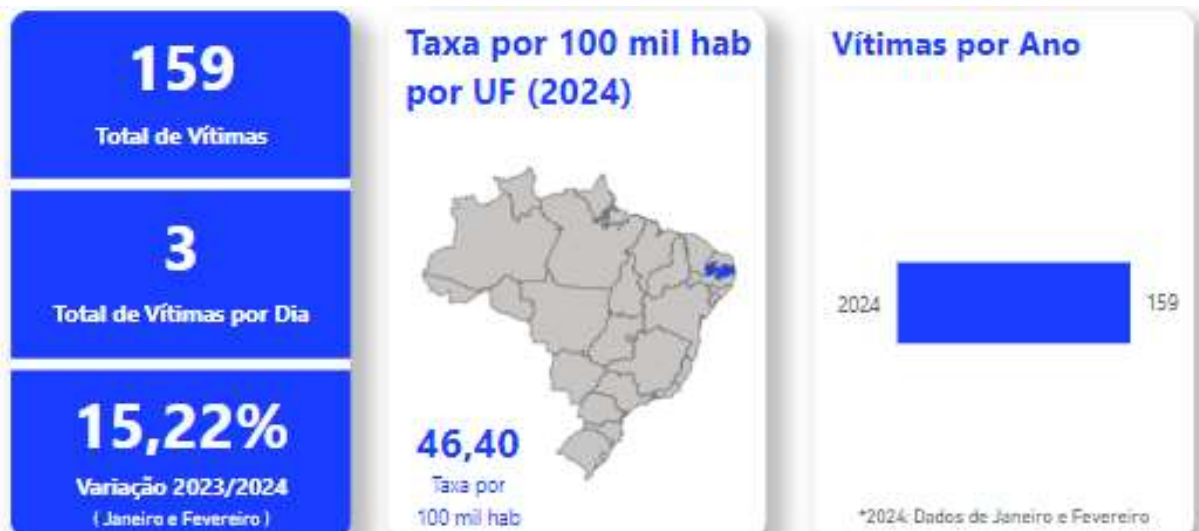 159
Total de Vítimas
3
Total de Vítimas por Dia
15,22%
Variação 2023/2024
( Janeiro e Fevereiro )
Taxa por 100 mil hab
por UF (2024)
46,40
Taxa por
100 mil hab
Vítimas por Ano
2024
159
*2024: Dados de Janeiro e Fevereiro